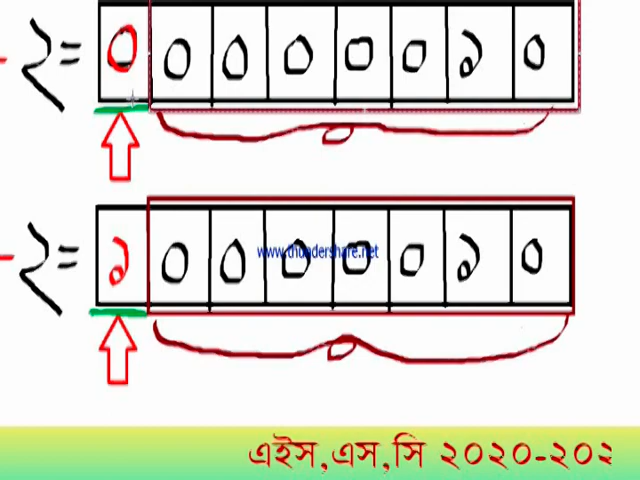 ২= ০ ০ ০ ০ ০ ০ ১ ০
২= ১ ০ ০ ০ ০ ০ ১ ০
www.thundershare.net
এইস,এস,সি ২০২০-২০২